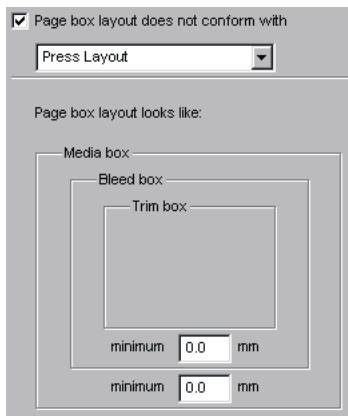 Page box layout does not conform with
Press Layout
Page box layout looks like:
Media box
Bleed box
Trim box
minimum 0.0 mm
minimum 0.0 mm